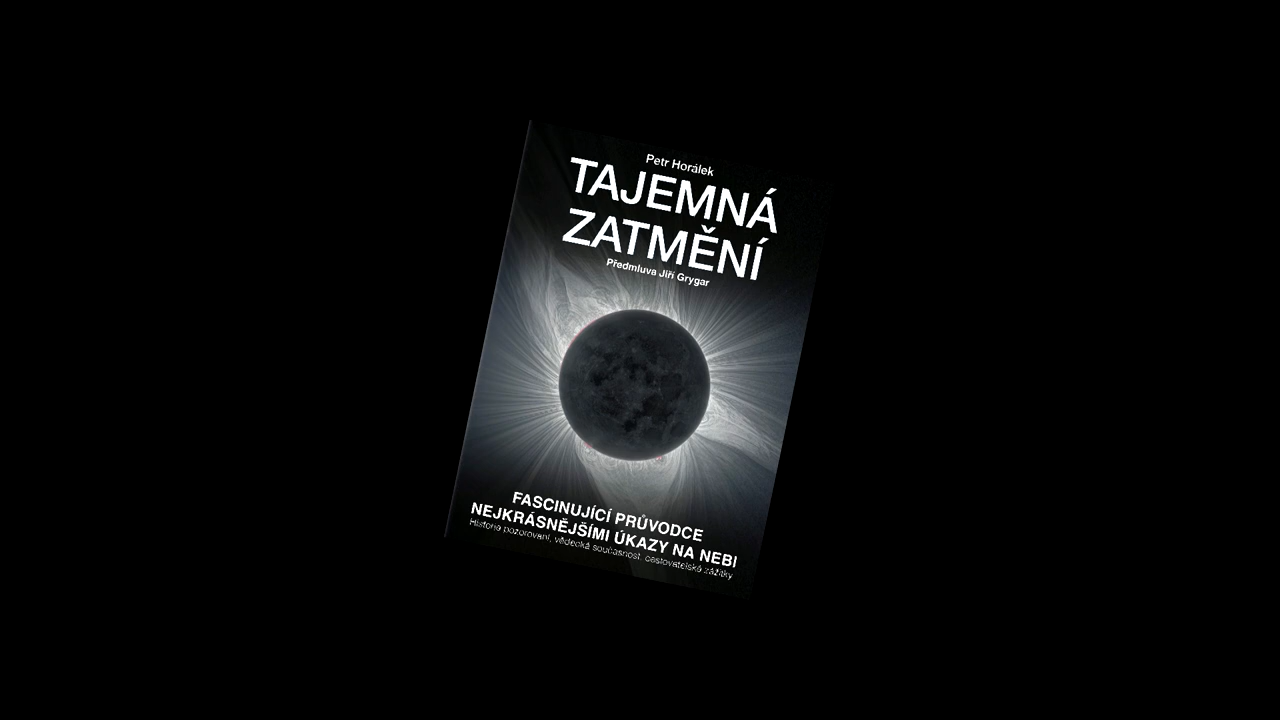 Petr Horálek
TAJEMNÁ
ZATMĚNÍ
Předmluva Jiří Grygar
FASCINUJÍCÍ PRŮVODCE
NEJKRÁSNĚJŠÍMI ÚKAZY NA NEBI
Historie pozorování, vědecká současnost, cestovatelské zážitky